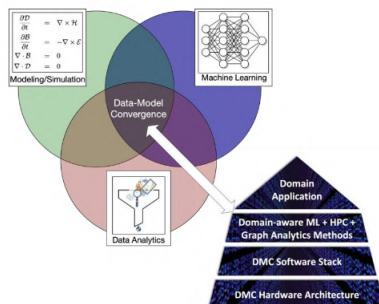 ∂D/∂t = ∇ × H
∂B/∂t = −∇ × E
∇ · B = 0
∇ · D = 0
Modeling/Simulation
Machine Learning
Data-Model
Convergence
Data Analytics
Domain
Application
Domain-aware ML + HPC +
Graph Analytics Methods
DMC Software Stack
DMC Hardware Architecture